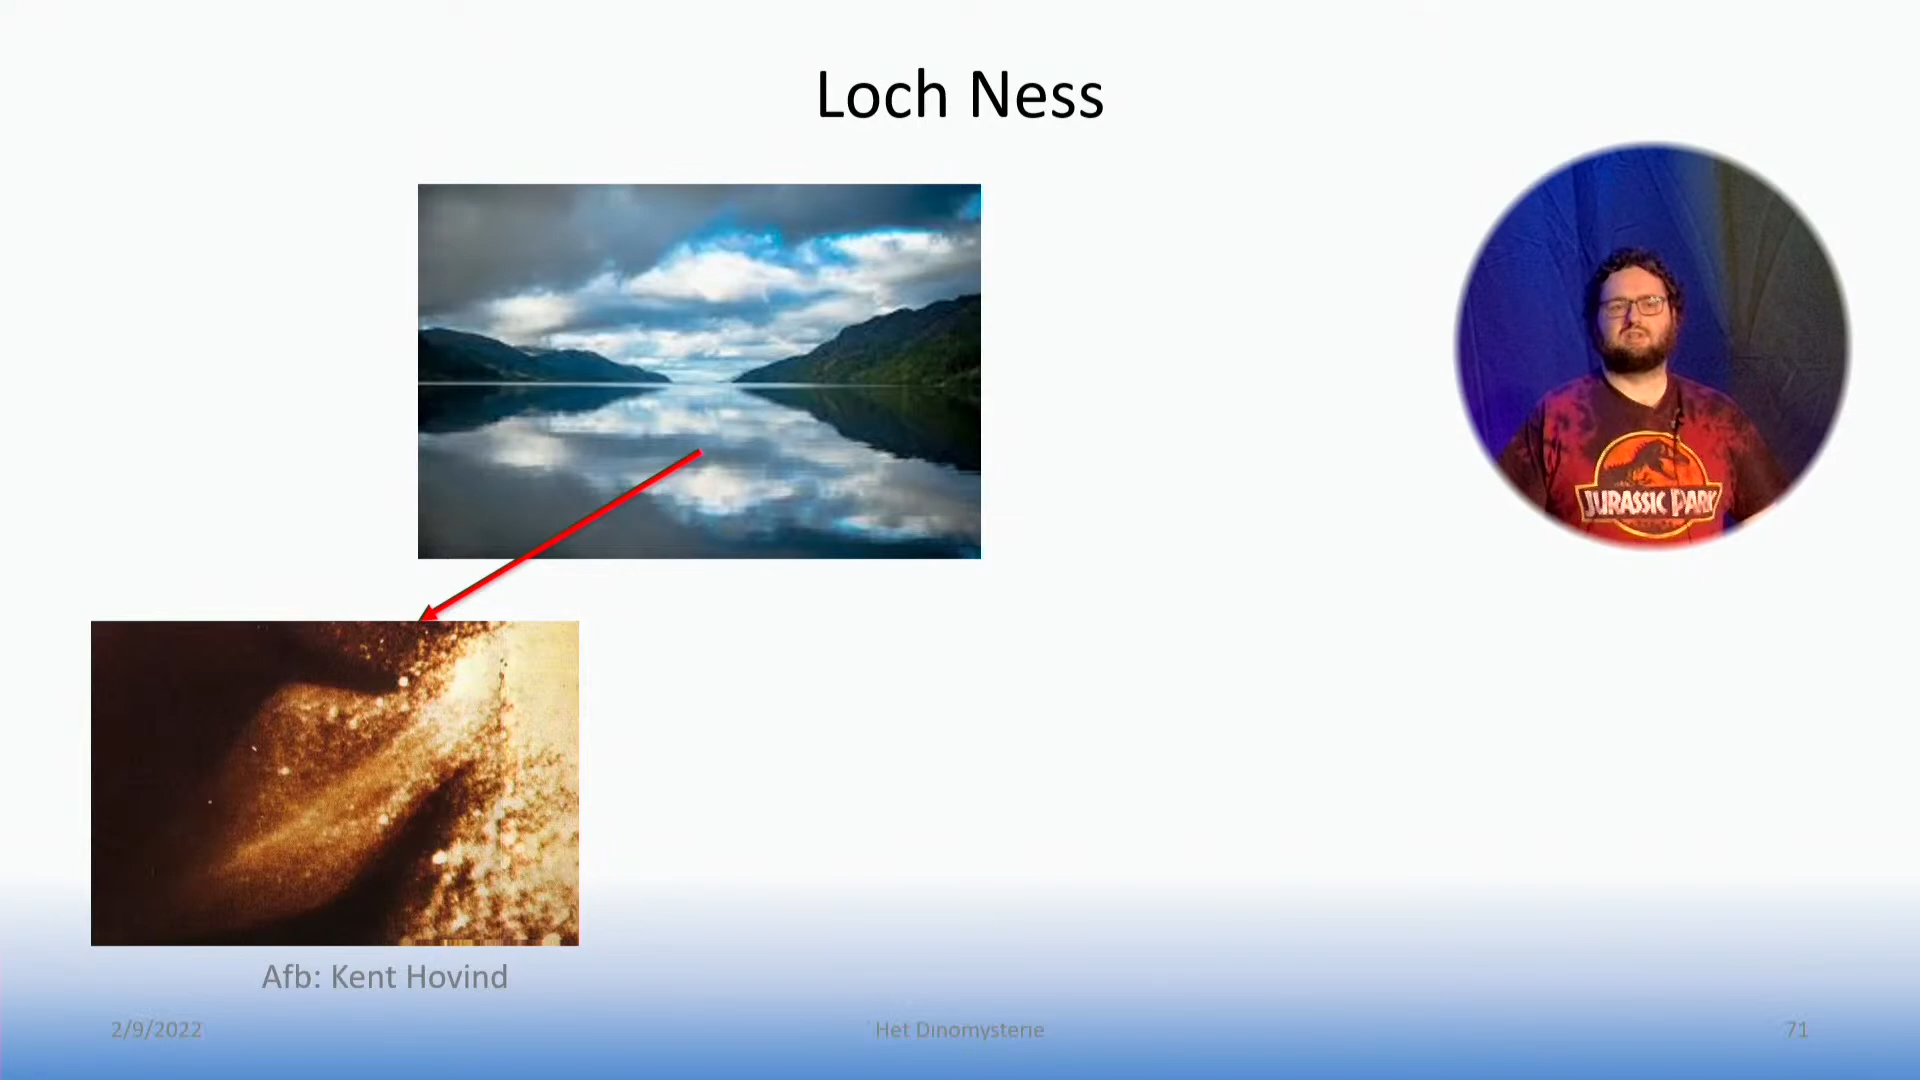 Loch Ness
JURASSIC PARK
Afb: Kent Hovind
2/9/2022
Het Dinomysterie
71